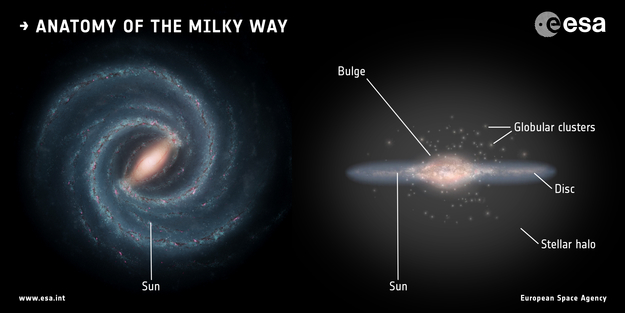 → ANATOMY OF THE MILKY WAY
esa
Bulge
Globular clusters
Disc
Stellar halo
Sun
Sun
www.esa.int
European Space Agency